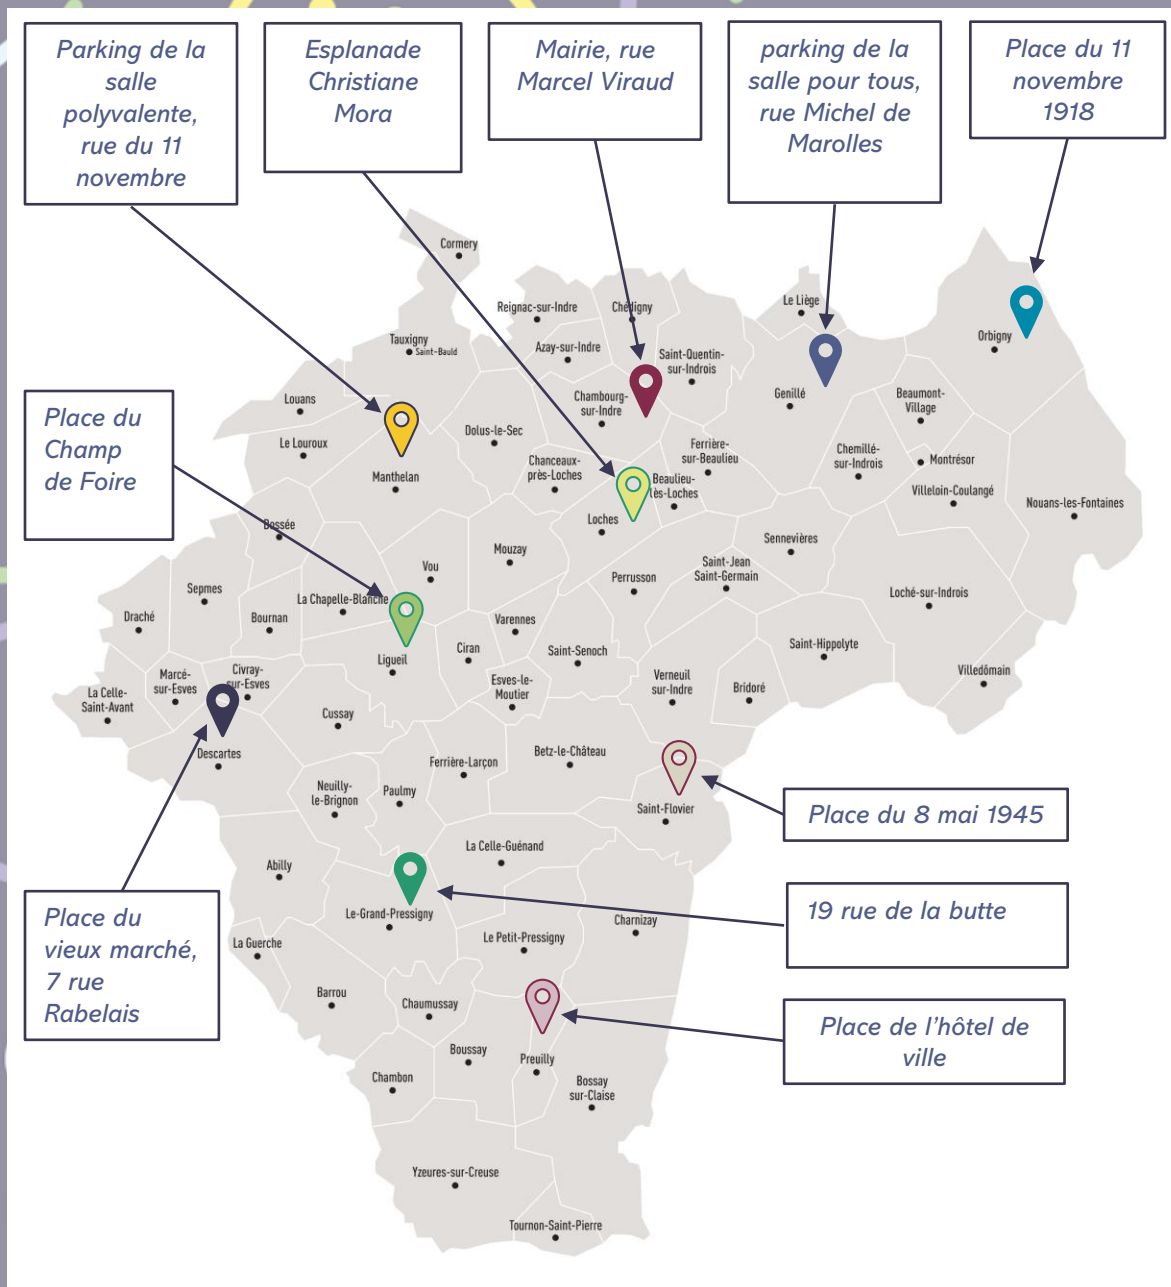 Parking de la
salle
polyvalente,
rue du 11
novembre
Esplanade
Christiane
Mora
Mairie, rue
Marcel Viraud
parking de la
salle pour tous,
rue Michel de
Marolles
Place du 11
novembre
1918
Cormery
Reignac-sur-Indre
Chédigny
Le Liège
Tauxigny
Saint-Bauld
Azay-sur-Indre
Saint-Quentin-
sur-Indrois
Orbigny
Louans
Chambourg-
sur-Indre
Genillé
Beaumont-
Village
Place du
Champ
de Foire
Le Louroux
Dolus-le-Sec
Ferrière-
sur-Beaulieu
Chemillé-
sur-Indrois
Montrésor
Manthelan
Chanceaux-
près-Loches
Beaulieu-
lès-Loches
Villeloin-Coulangé
Nouans-les-Fontaines
Bossée
Loches
Sennevières
Mouzay
Vou
Perrusson
Saint-Jean
Saint-Germain
Sepmes
La Chapelle-Blanche
Loché-sur-Indrois
Draché
Bournan
Varennes
Saint-Hippolyte
Ligueil
Ciran
Saint-Senoch
Villedômain
Marcé-
sur-Esves
Civray-
sur-Esves
Esves-le-
Moutier
Verneuil
sur-Indre
Bridoré
La Celle-
Saint-Avant
Cussay
Descartes
Ferrière-Larçon
Betz-le-Château
Neuilly-
le-Brignon
Paulmy
Saint-Flovier
Place du 8 mai 1945
La Celle-Guénand
Abilly
Place du
vieux marché,
7 rue
Rabelais
Le-Grand-Pressigny
19 rue de la butte
Charnizay
La Guerche
Le Petit-Pressigny
Barrou
Chaumussay
Place de l'hôtel de
ville
Boussay
Preuilly
Chambon
Bossay
sur-Claise
Yzeures-sur-Creuse
Tournon-Saint-Pierre